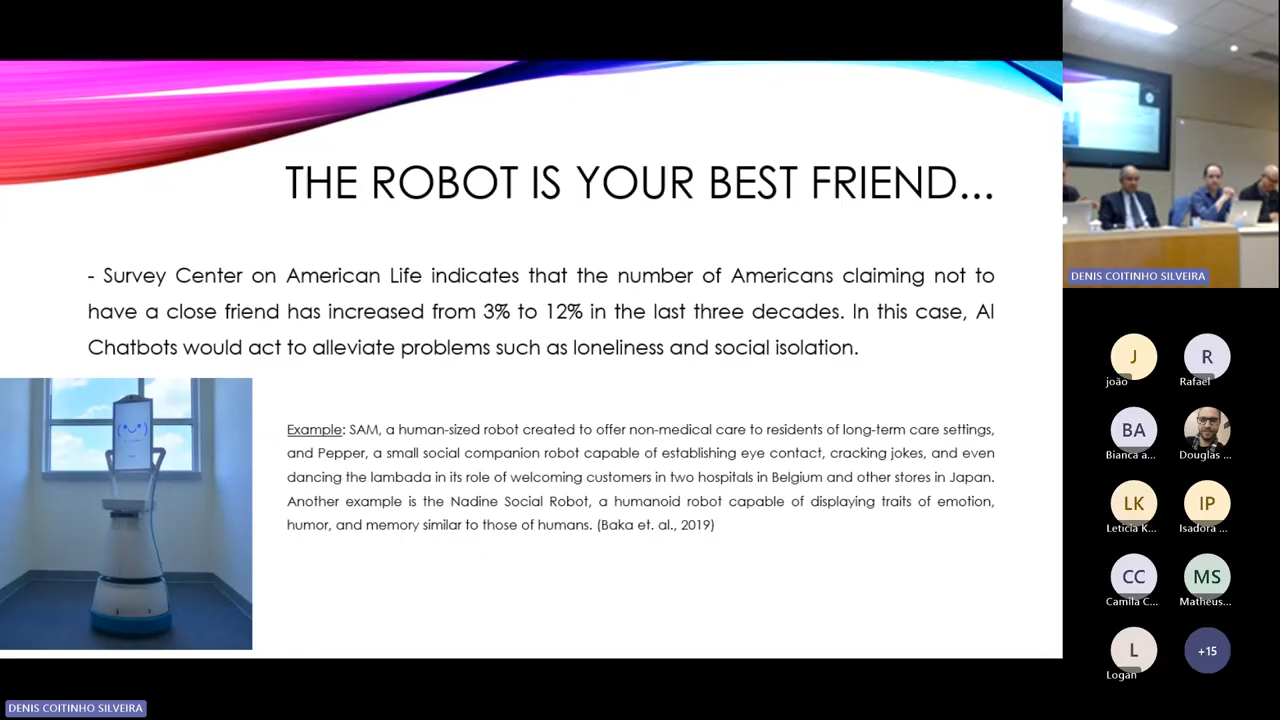 THE ROBOT IS YOUR BEST FRIEND...
- Survey Center on American Life indicates that the number of Americans claiming not to
have a close friend has increased from 3% to 12% in the last three decades. In this case, AI
Chatbots would act to alleviate problems such as loneliness and social isolation.
Example: SAM, a human-sized robot created to offer non-medical care to residents of long-term care settings,
and Pepper, a small social companion robot capable of establishing eye contact, cracking jokes, and even
dancing the lambada in its role of welcoming customers in two hospitals in Belgium and other stores in Japan.
Another example is the Nadine Social Robot, a humanoid robot capable of displaying traits of emotion,
humor, and memory similar to those of humans. (Baka et. al., 2019)
DENIS COITINHO SILVEIRA
DENIS COITINHO SILVEIRA
J
joão
R
Rafael
BA
Bianca a...
Douglas ...
LK
Letícia K...
IP
Isadora ...
CC
Camila C...
MS
Matheus...
L
Logan
+15